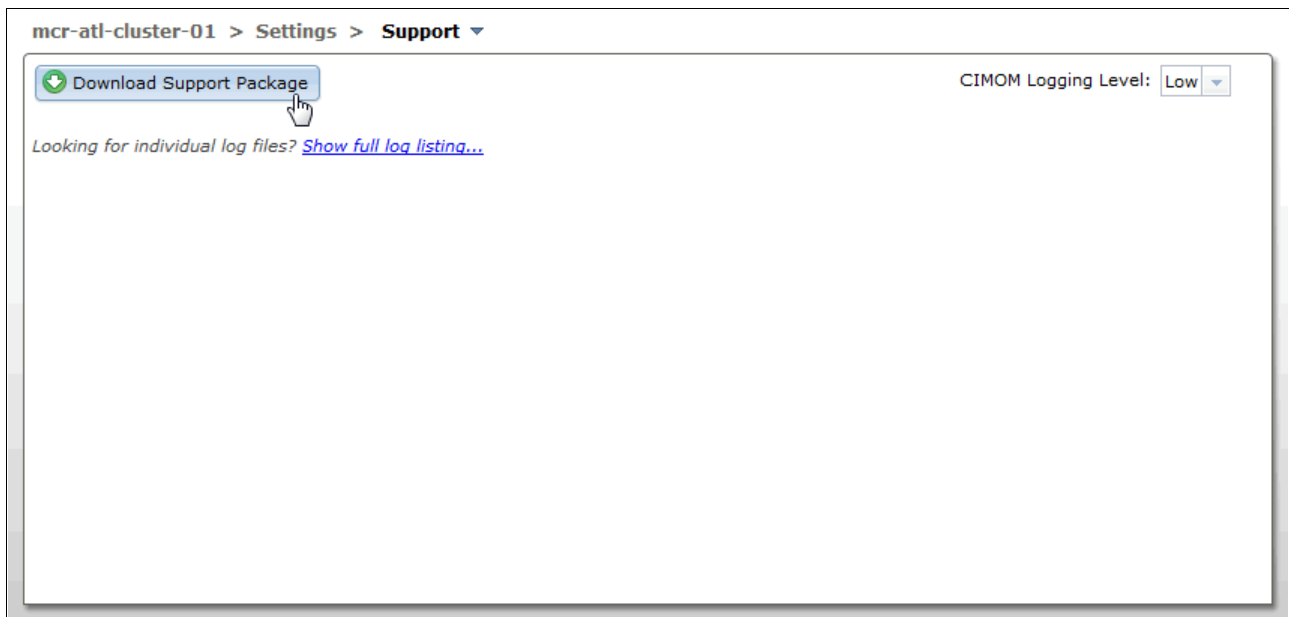 mcr-atl-cluster-01 > Settings > Support
Download Support Package
CIMOM Logging Level: Low
Looking for individual log files? Show full log listing...